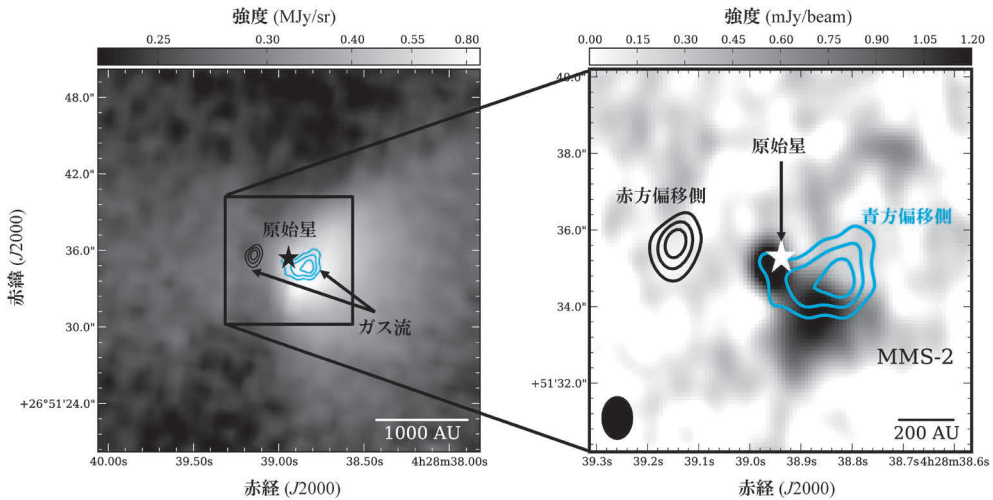 強度 (MJy/sr)
0.25 0.30 0.40 0.55 0.80
48.0"
42.0"
36.0"
30.0"
+26°51'24.0"
赤緯 (J2000)
原始星
ガス流
1000 AU
40.00s 39.50s 39.00s 38.50s 4h28m38.00s
赤経 (J2000)
強度 (mJy/beam)
0.00 0.15 0.30 0.45 0.60 0.75 0.90 1.05 1.20
40.0"
38.0"
36.0"
34.0"
+51'32.0"
原始星
赤方偏移側
青方偏移側
MMS-2
200 AU
39.3s 39.2s 39.1s 39.0s 38.9s 38.8s 38.7s 4h28m38.6s
赤経 (J2000)